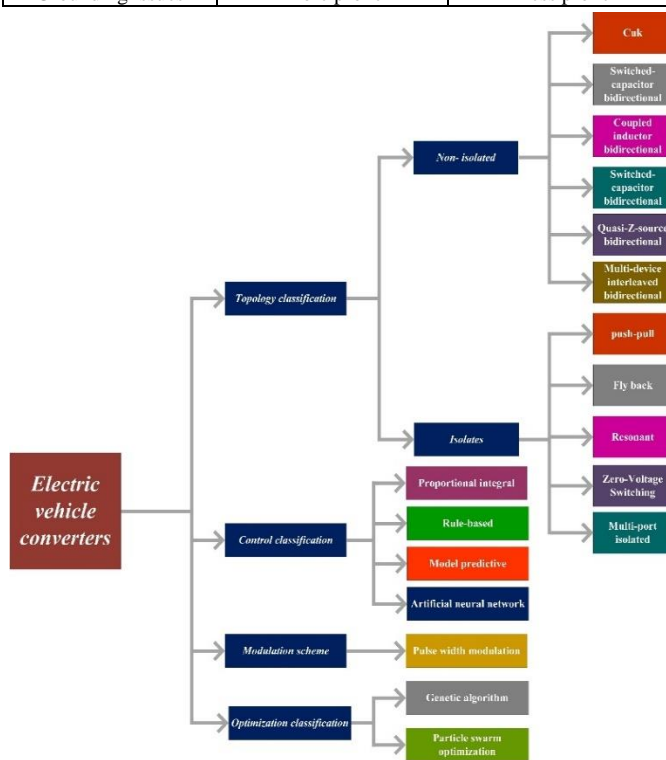 Cuk
Switched-
capacitor
bidirectional
Coupled
inductor
bidirectional
Switched-
capacitor
bidirectional
Quasi-Z-source
bidirectional
Multi-device
interleaved
bidirectional
Non- isolated
Topology classification
push-pull
Fly back
Isolates
Resonant
Zero-Voltage
Switching
Multi-port
isolated
Electric
vehicle
converters
Proportional integral
Rule-based
Control classification
Model predictive
Artificial neural network
Modulation scheme
Pulse width modulation
Genetic algorithm
Optimization classification
Particle swarm
optimization